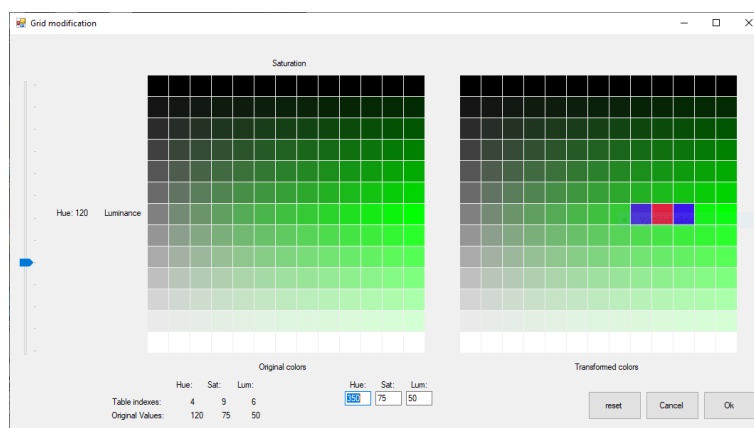 Grid modification
Saturation
Hue: 120 Luminance
Original colors
Transformed colors
Hue: Sat: Lum: Hue: Sat: Lum:
Table indexes: 4 9 6 350 75 50
Original Values: 120 75 50
reset Cancel Ok